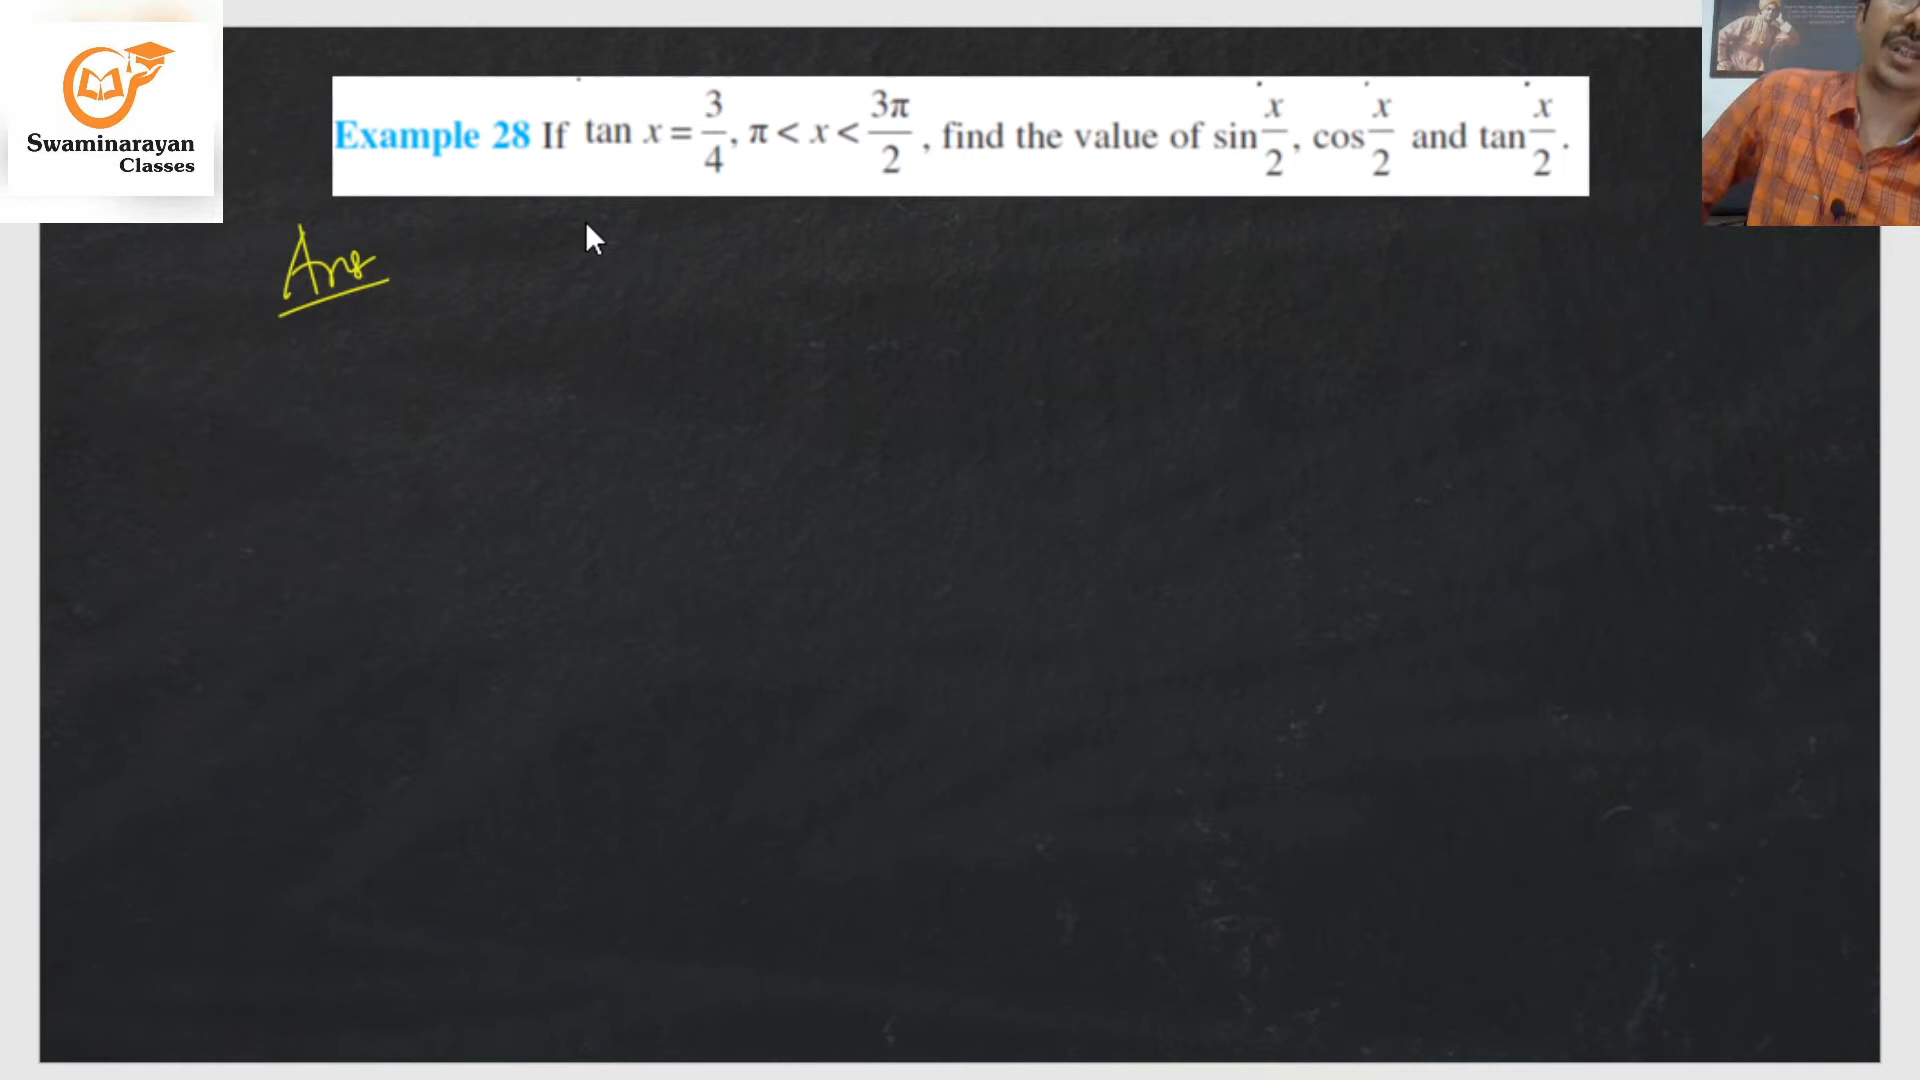 Swaminarayan
Classes
Example 28 If tan x = 3/4, π < x < 3π/2, find the value of sin x/2, cos x/2 and tan x/2.
Ans